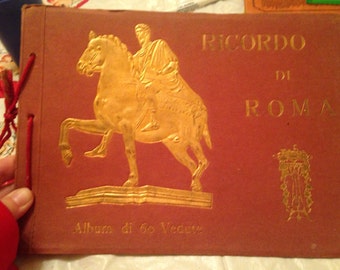 RICORDO
DI
ROMA
Album di 60 Vedute